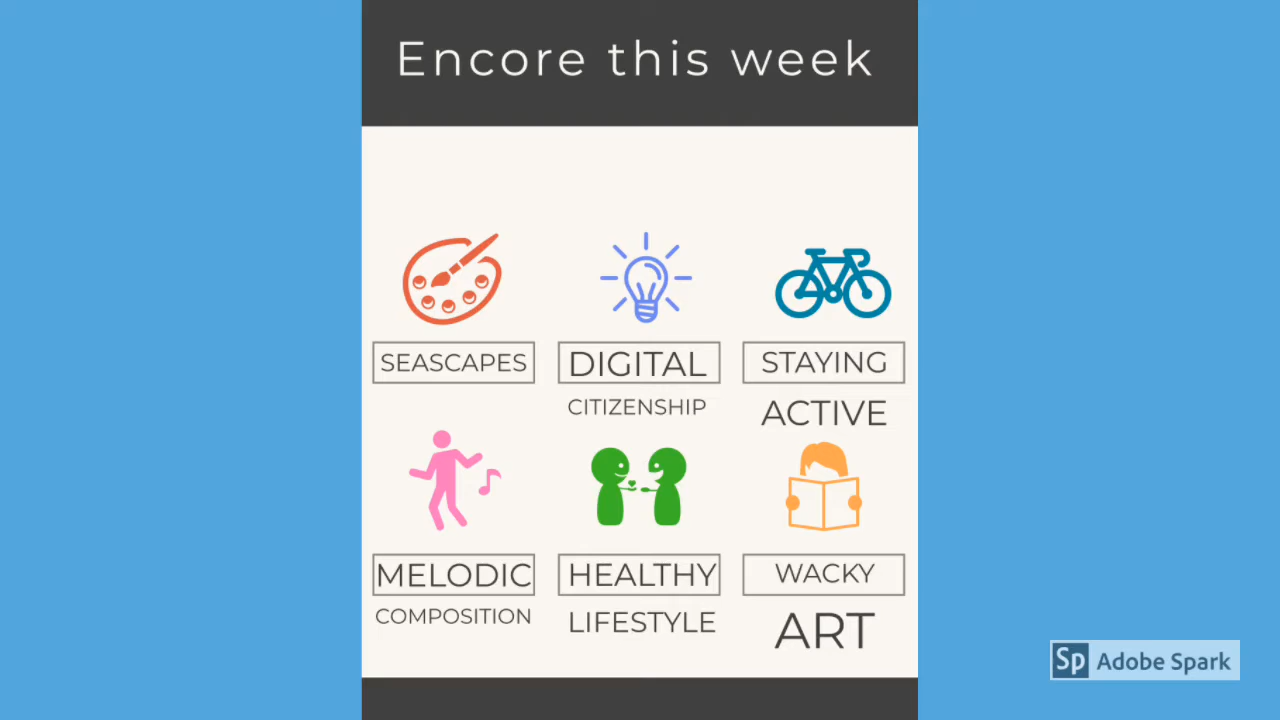 Encore this week
SEASCAPES
DIGITAL
CITIZENSHIP
STAYING
ACTIVE
MELODIC
COMPOSITION
HEALTHY
LIFESTYLE
WACKY
ART
Sp Adobe Spark